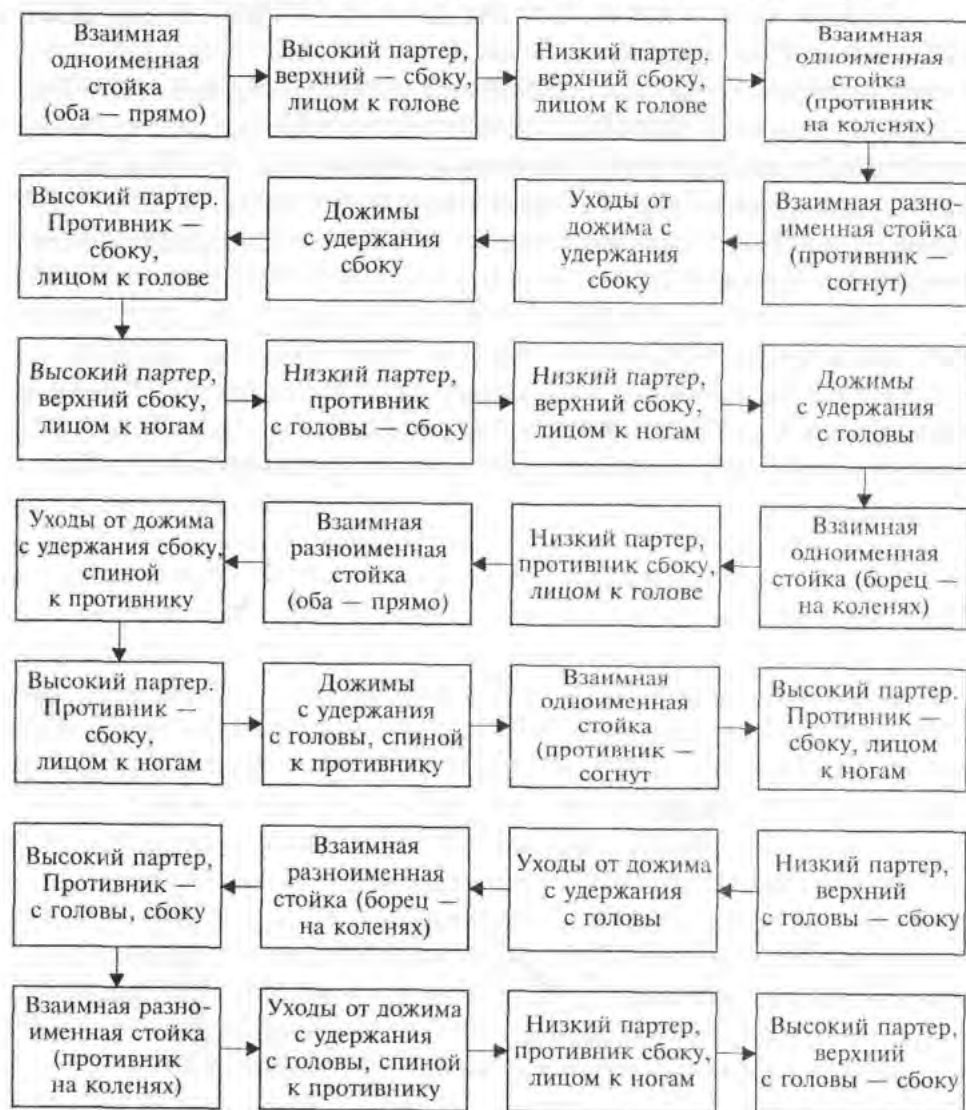 Взаимная
одноименная
стойка
(оба — прямо)
Высокий партер,
верхний — сбоку,
лицом к голове
Низкий партер,
верхний сбоку,
лицом к голове
Взаимная
одноименная
стойка
(противник
на коленях)
Взаимная разно-
именная стойка
(противник —
согнут)
Уходы от
дожима с
удержания
сбоку
Дожимы
с удержания
сбоку
Высокий партер.
Противник —
сбоку,
лицом к голове
Высокий партер,
верхний сбоку,
лицом к ногам
Низкий партер,
противник
с головы — сбоку
Низкий партер,
верхний сбоку,
лицом к ногам
Дожимы
с удержания
с головы
Взаимная
одноименная
стойка (борец —
на коленях)
Низкий партер,
противник сбоку,
лицом к голове
Взаимная
разноименная
стойка
(оба — прямо)
Уходы от дожима
с удержания сбоку,
спиной
к противнику
Высокий партер.
Противник —
сбоку,
лицом к ногам
Дожимы
с удержания
с головы, спиной
к противнику
Взаимная
одноименная
стойка
(противник —
согнут
Высокий партер.
Противник —
сбоку, лицом
к ногам
Низкий партер,
верхний
с головы — сбоку
Уходы от дожима
с удержания
с головы
Взаимная
разноименная
стойка (борец —
на коленях)
Высокий партер,
Противник —
с головы, сбоку
Взаимная разно-
именная стойка
(противник
на коленях)
Уходы от дожима
с удержания
с головы, спиной
к противнику
Низкий партер,
противник сбоку,
лицом к ногам
Высокий партер,
верхний
с головы — сбоку